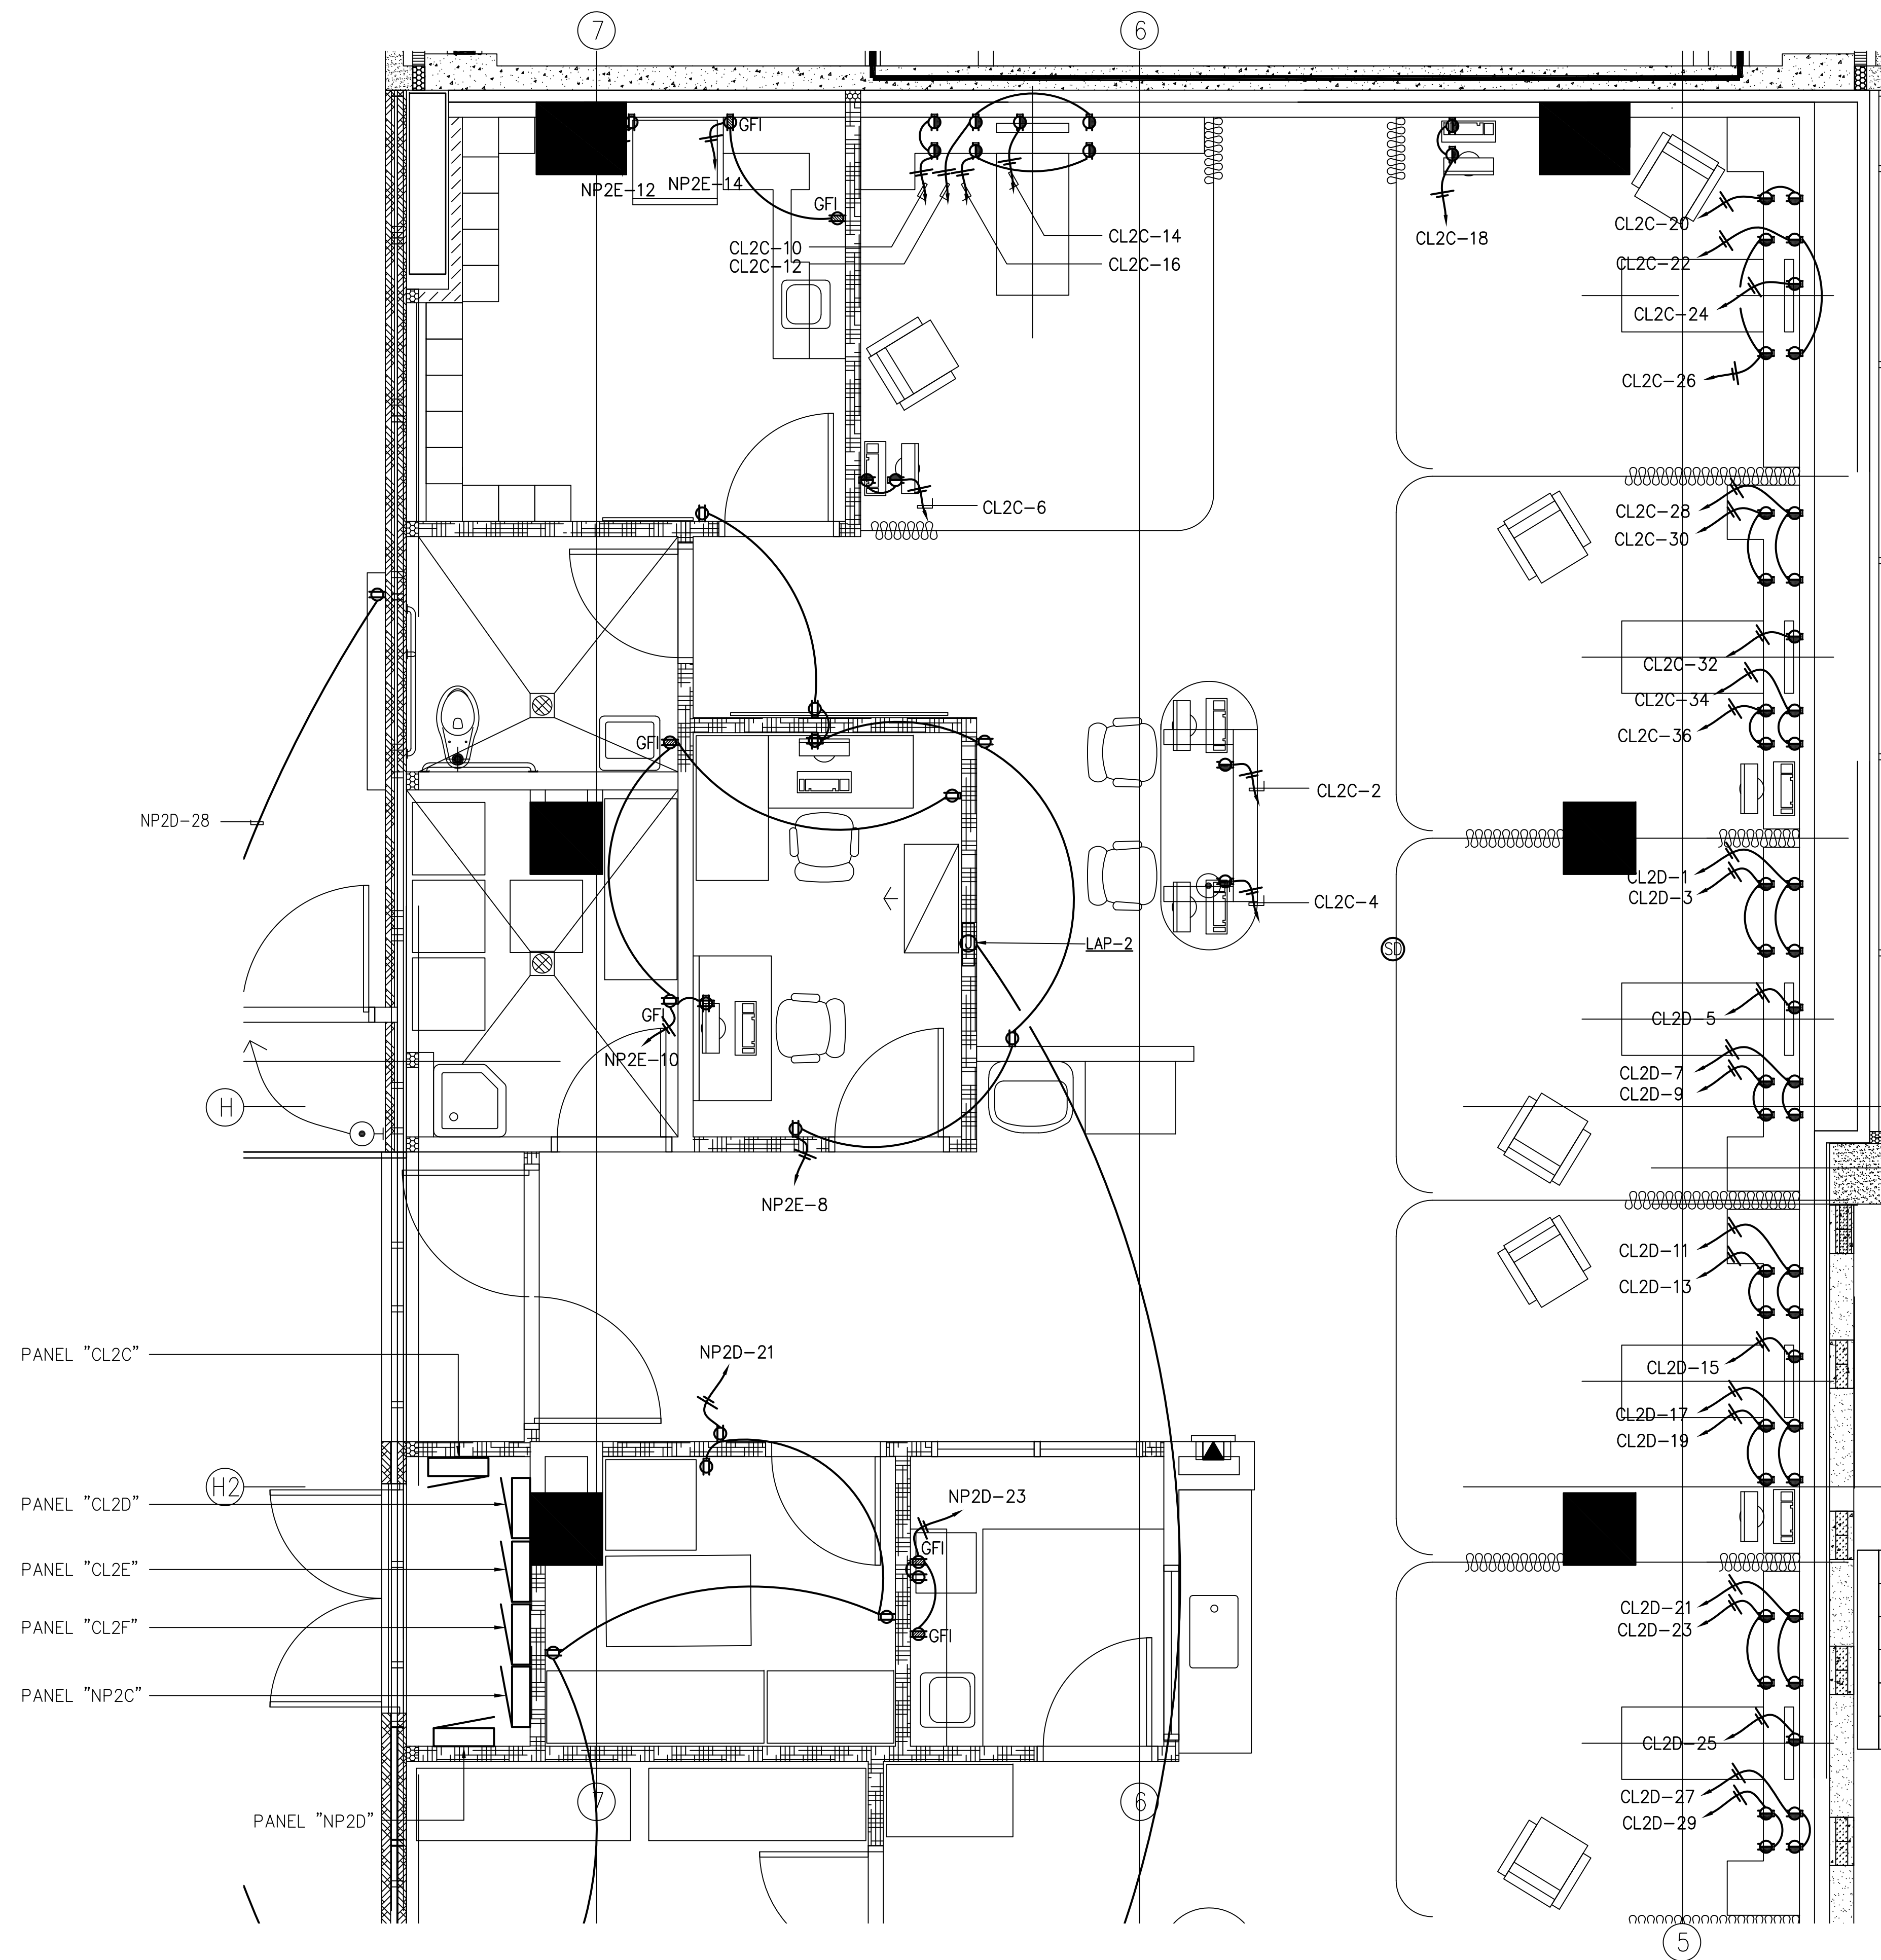 7
6
GFI
NP2E-12
NP2E-14
GFI
CL2C-10
CL2C-12
CL2C-14
CL2C-16
CL2C-18
CL2C-20
CL2C-22
CL2C-24
CL2C-26
CL2C-6
CL2C-28
CL2C-30
CL2C-32
CL2C-34
CL2C-36
GFI
NP2D-28
CL2C-2
CL2C-4
CL2D-1
CL2D-3
J
LAP-2
SD
GFI
NP2E-10
CL2D-5
CL2D-7
CL2D-9
H
NP2E-8
CL2D-11
CL2D-13
PANEL "CL2C"
NP2D-21
CL2D-15
CL2D-17
CL2D-19
H2
PANEL "CL2D"
NP2D-23
GFI
PANEL "CL2E"
PANEL "CL2F"
GFI
CL2D-21
CL2D-23
PANEL "NP2C"
CL2D-25
PANEL "NP2D"
7
6
CL2D-27
CL2D-29
5